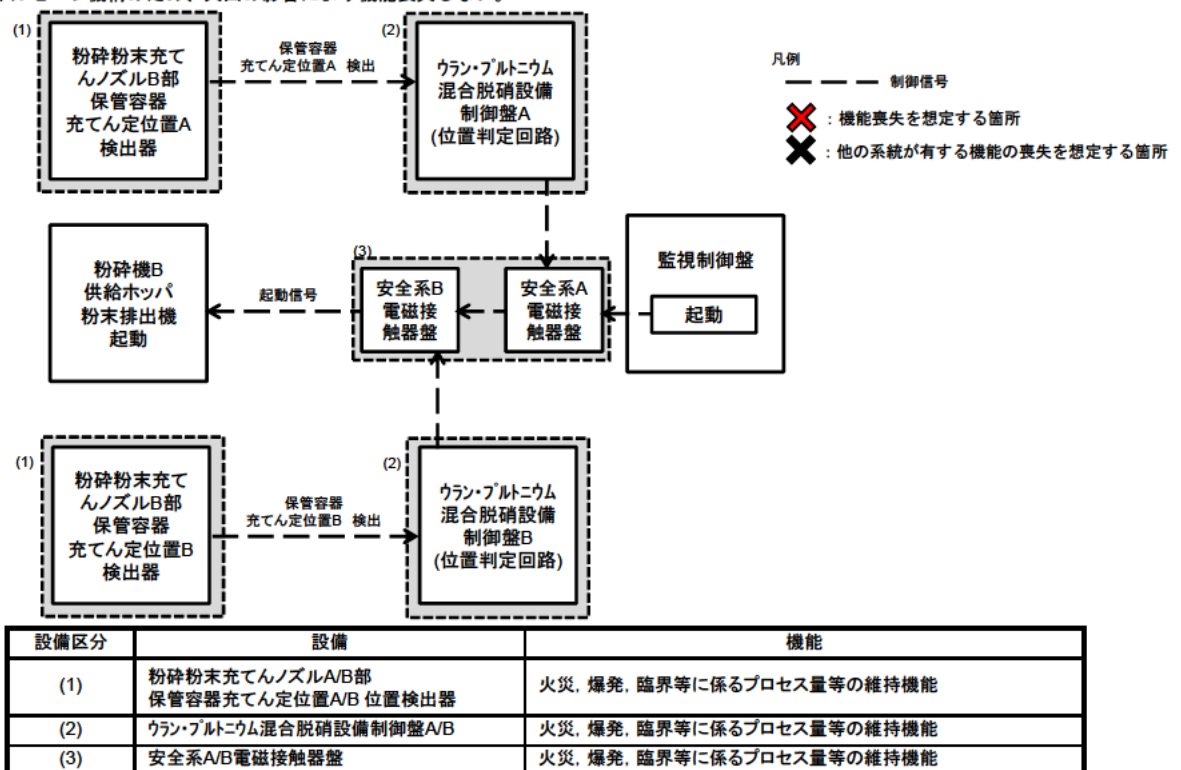 (1)
粉砕粉末充て
んノズルB部
保管容器
充てん定位置A
検出器
保管容器
充てん定位置A 検出
(2)
ウラン・プルトニウム
混合脱硝設備
制御盤A
(位置判定回路)
凡例
制御信号
：機能喪失を想定する箇所
：他の系統が有する機能の喪失を想定する箇所
粉砕機B
供給ホッパ
粉末排出機
起動
起動信号
(3)
安全系B
電磁接
触器盤
安全系A
電磁接
触器盤
監視制御盤
起動
(1)
粉砕粉末充て
んノズルB部
保管容器
充てん定位置B
検出器
保管容器
充てん定位置B 検出
(2)
ウラン・プルトニウム
混合脱硝設備
制御盤B
(位置判定回路)
設備区分 設備 機能
(1) 粉砕粉末充てんノズルA/B部
保管容器充てん定位置A/B 位置検出器 火災，爆発，臨界等に係るプロセス量等の維持機能
(2) ウラン・プルトニウム混合脱硝設備制御盤A/B 火災，爆発，臨界等に係るプロセス量等の維持機能
(3) 安全系A/B電磁接触器盤 火災，爆発，臨界等に係るプロセス量等の維持機能